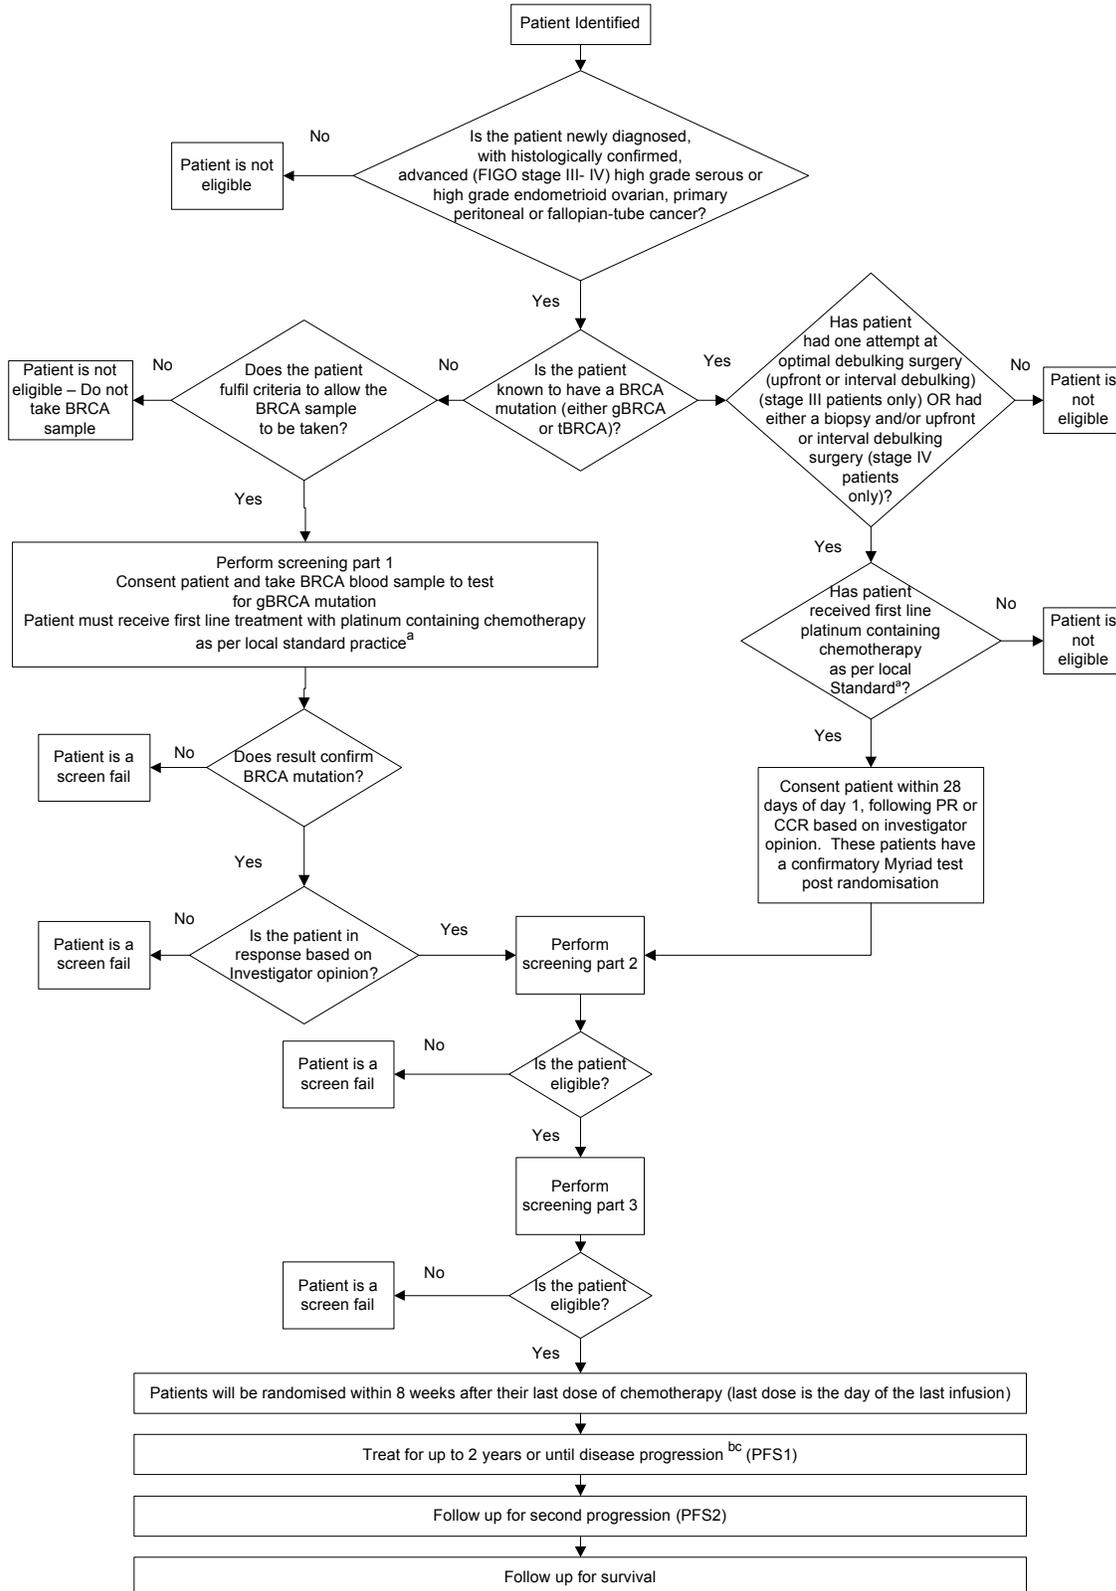 Patient Identified
No
Is the patient newly diagnosed,
with histologically confirmed,
advanced (FIGO stage III- IV) high grade serous or
high grade endometrioid ovarian, primary
peritoneal or fallopian-tube cancer?
Patient is not
eligible
Yes
Is the patient
known to have a BRCA
mutation (either gBRCA
or tBRCA)?
No
Does the patient
fulfil criteria to allow the
BRCA sample
to be taken?
No
Patient is not
eligible – Do not
take BRCA
sample
Yes
Has patient
had one attempt at
optimal debulking surgery
(upfront or interval debulking)
(stage III patients only) OR had
either a biopsy and/or upfront
or interval debulking
surgery (stage IV
patients
only)?
No
Patient is
not
eligible
Yes
Perform screening part 1
Consent patient and take BRCA blood sample to test
for gBRCA mutation
Patient must receive first line treatment with platinum containing chemotherapy
as per local standard practice a
Yes
Has patient
received first line
platinum containing
chemotherapy
as per local
Standard a?
No
Patient is
not
eligible
Does result confirm
BRCA mutation?
No
Patient is a
screen fail
Yes
Yes
Consent patient within 28
days of day 1, following PR or
CCR based on investigator
opinion. These patients have
a confirmatory Myriad test
post randomisation
Is the patient in
response based on
Investigator opinion?
No
Patient is a
screen fail
Yes
Perform
screening part 2
Is the patient
eligible?
No
Patient is a
screen fail
Yes
Perform
screening part 3
Is the patient
eligible?
No
Patient is a
screen fail
Yes
Patients will be randomised within 8 weeks after their last dose of chemotherapy (last dose is the day of the last infusion)
Treat for up to 2 years or until disease progression bc (PFS1)
Follow up for second progression (PFS2)
Follow up for survival